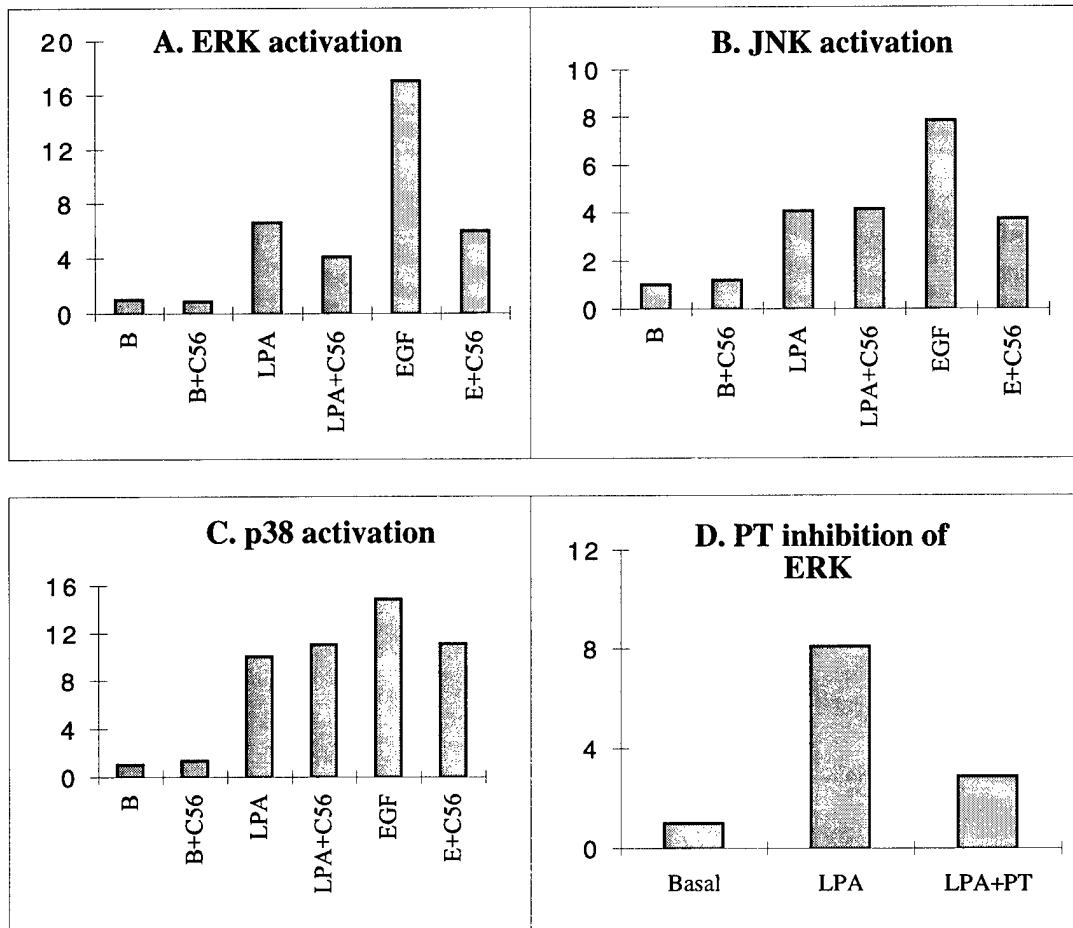 A. ERK activation
20
16
12
8
4
0
B
B+C56
LPA
LPA+C56
EGF
E+C56
B. JNK activation
10
8
6
4
2
0
B
B+C56
LPA
LPA+C56
EGF
E+C56
C. p38 activation
16
12
8
4
0
B
B+C56
LPA
LPA+C56
EGF
E+C56
D. PT inhibition of
ERK
12
8
4
0
Basal
LPA
LPA+PT